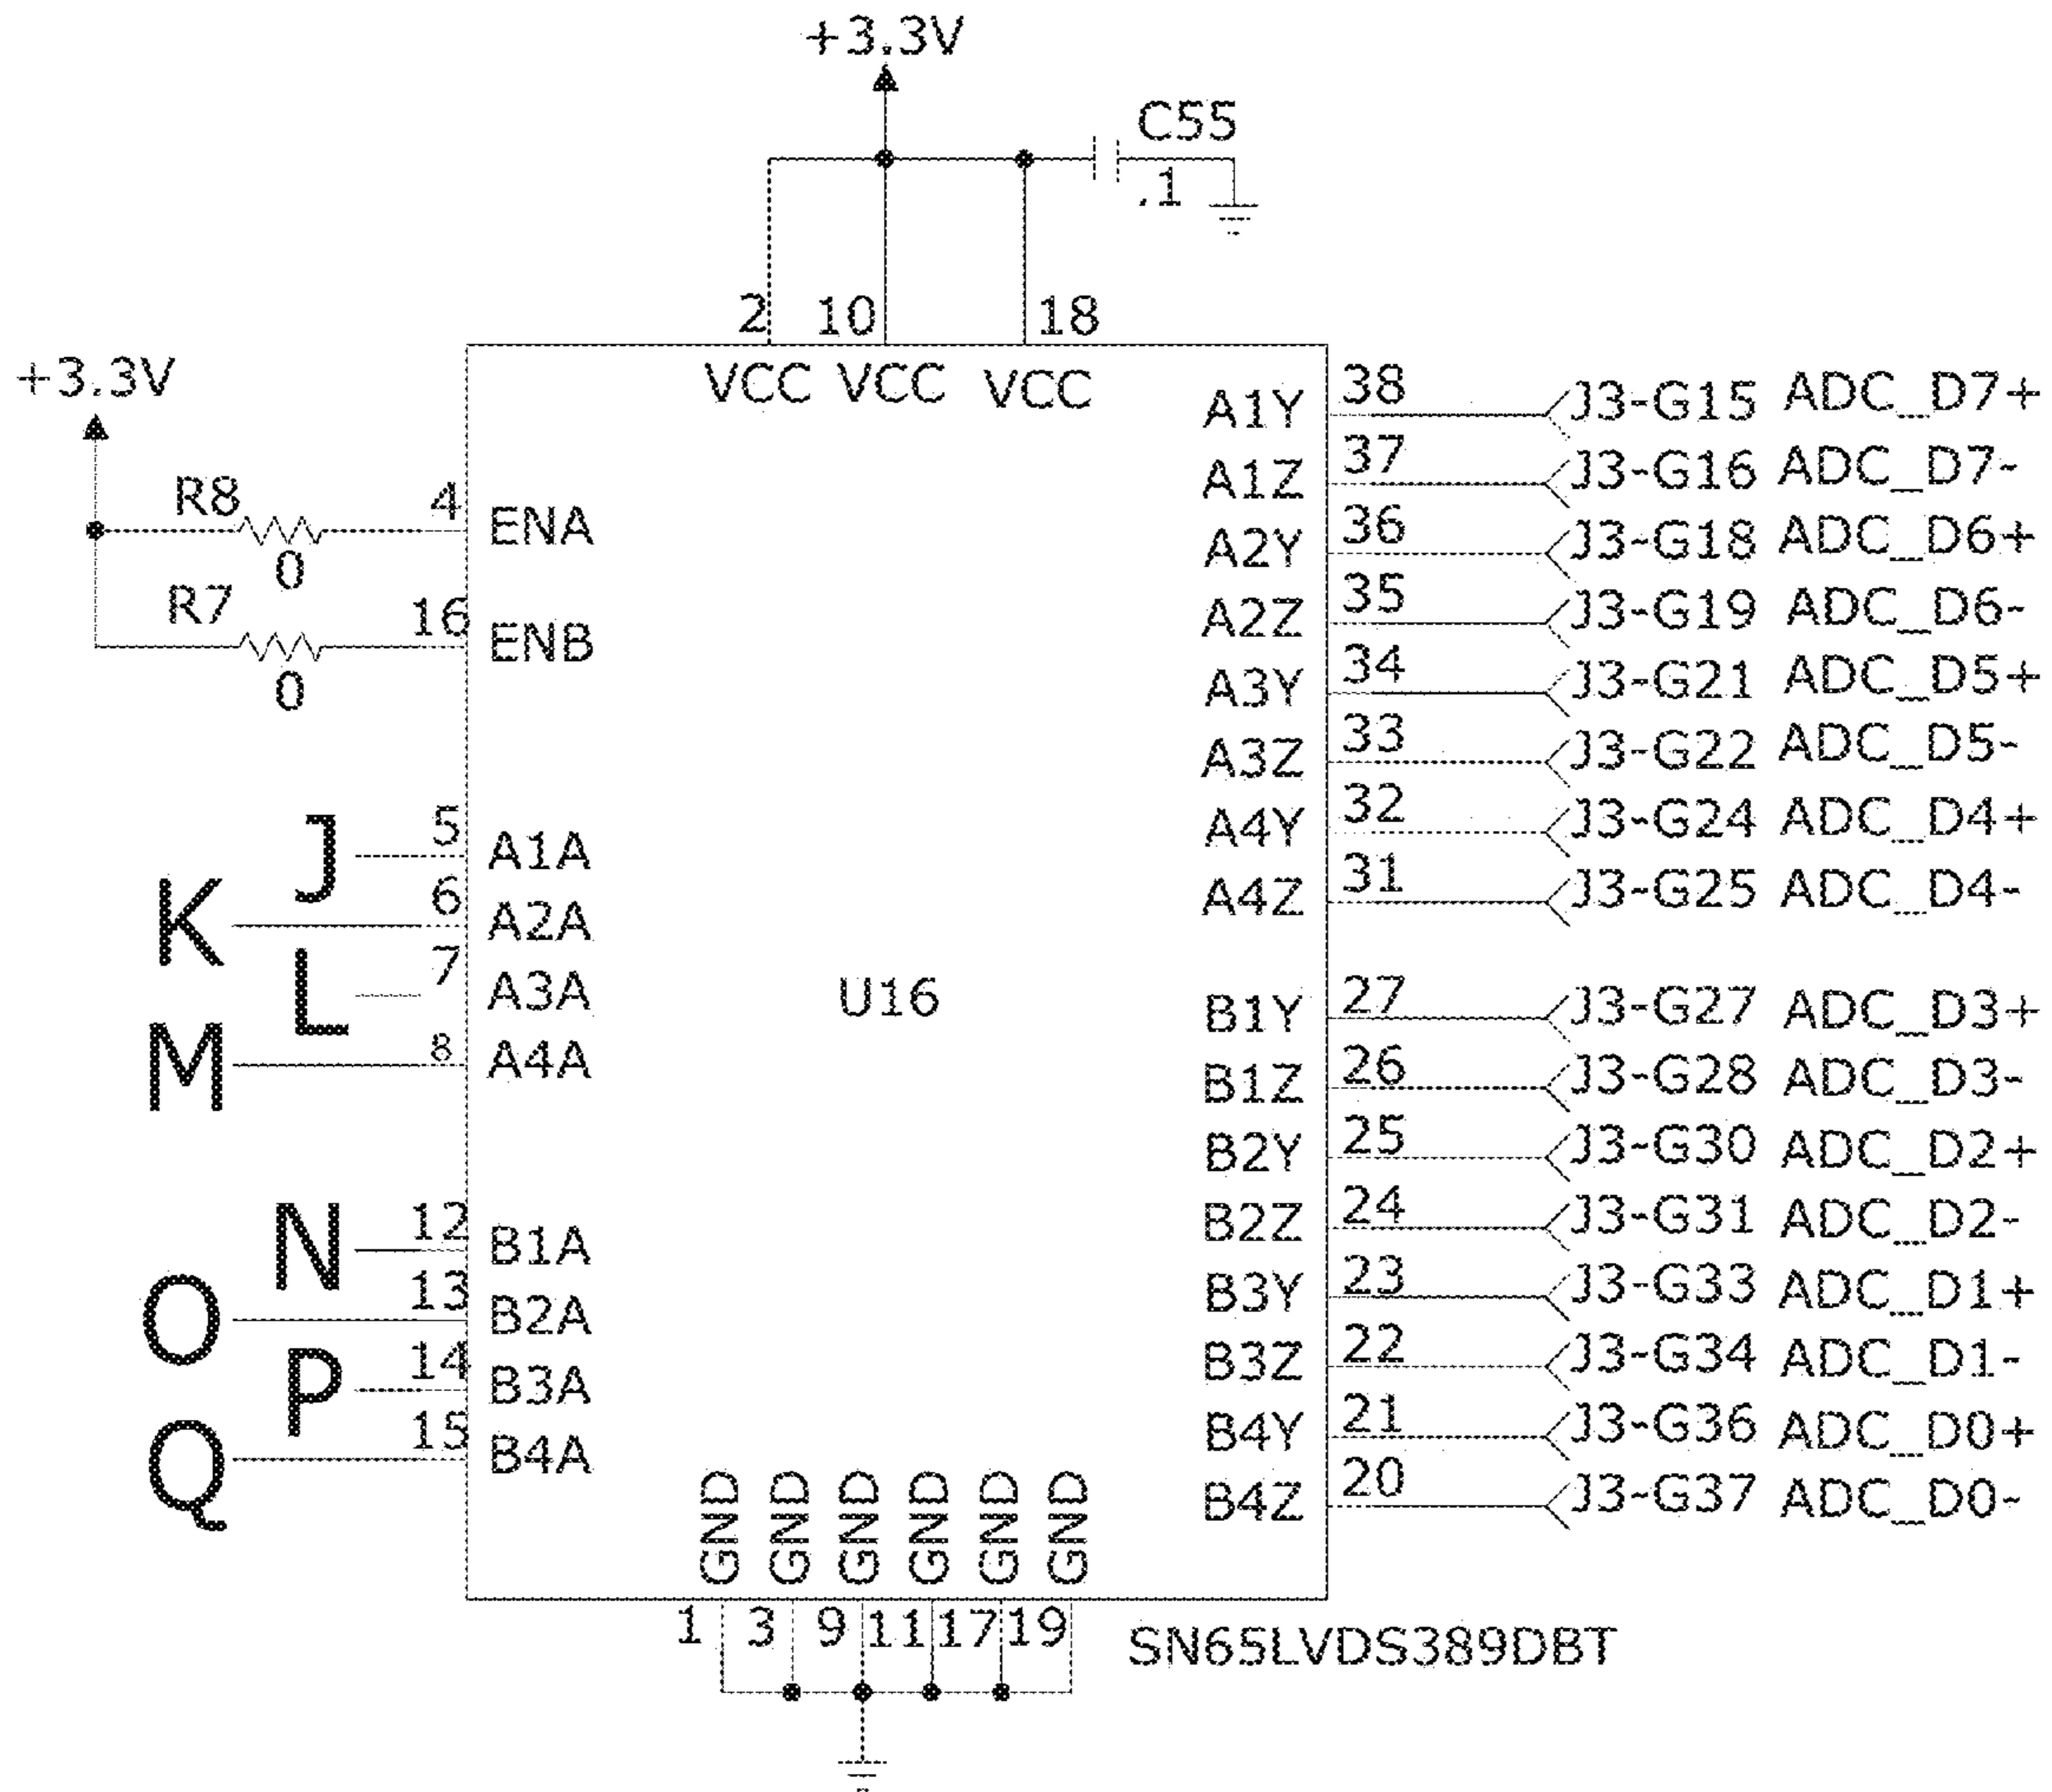 +3.3V
C55
.1
2 10 18
+3.3V
VCC VCC VCC
A1Y 38 J3-G15 ADC_D7+
A1Z 37 J3-G16 ADC_D7-
R8 0 4 ENA
A2Y 36 J3-G18 ADC_D6+
A2Z 35 J3-G19 ADC_D6-
R7 0 16 ENB
A3Y 34 J3-G21 ADC_D5+
A3Z 33 J3-G22 ADC_D5-
J 5 A1A
A4Y 32 J3-G24 ADC_D4+
K 6 A2A
A4Z 31 J3-G25 ADC_D4-
L 7 A3A
U16
B1Y 27 J3-G27 ADC_D3+
M 8 A4A
B1Z 26 J3-G28 ADC_D3-
B2Y 25 J3-G30 ADC_D2+
N 12 B1A
B2Z 24 J3-G31 ADC_D2-
O 13 B2A
B3Y 23 J3-G33 ADC_D1+
P 14 B3A
B3Z 22 J3-G34 ADC_D1-
Q 15 B4A
B4Y 21 J3-G36 ADC_D0+
B4Z 20 J3-G37 ADC_D0-
GND GND GND GND GND GND
1 3 9 11 17 19
SN65LVDS389DBT